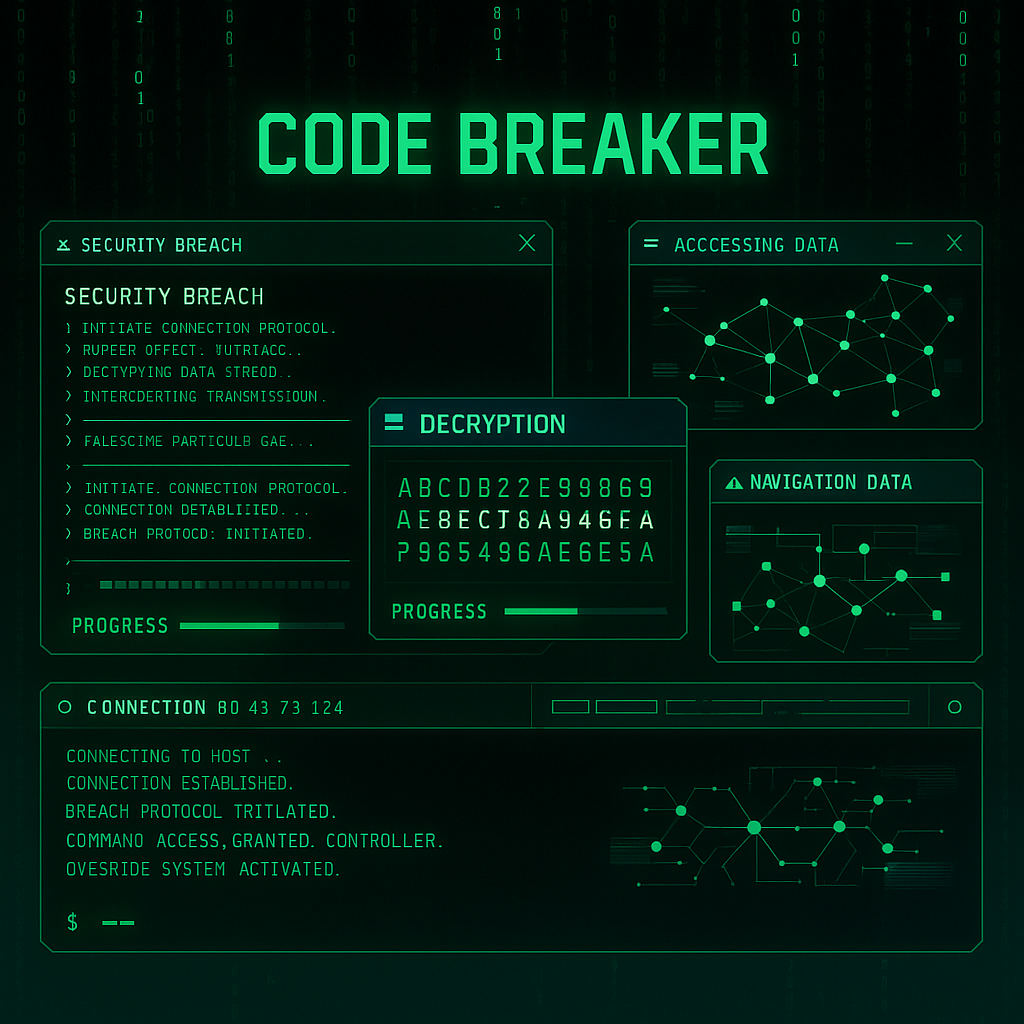 CODE BREAKER
SECURITY BREACH
SECURITY BREACH
INTIIATE CONNECTION PROTOCOL.
› RUPEER OFFECT:
› DECTYPYING DATA STREOD..
› INTERCDERTING TRANSMISSIOUN.
›
› FALESCIME PARTICULB GAE...
›
› INITIATE. CONNECTION PROTOCOL.
› CONNECTION DETABLIIIED. ..
› BREACH PROTOCD: INITIATED.
PROGRESS
ACCCESSING DATA
DECRYPTION
ABCDB22E99869
AE8ECJ8A946FA
P965496AE6E5A
PROGRESS
NAVIGATION DATA
CONNECTION 80 43 73 124
CONNECTING TO HOST ..
CONNECTION ESTABLISHED.
BREACH PROTOCOL TRITLATED.
COMMANO ACCESS, GRANTED. CONTROLLER.
OVESRIDE SYSTEM ACTIVATED.
$ __